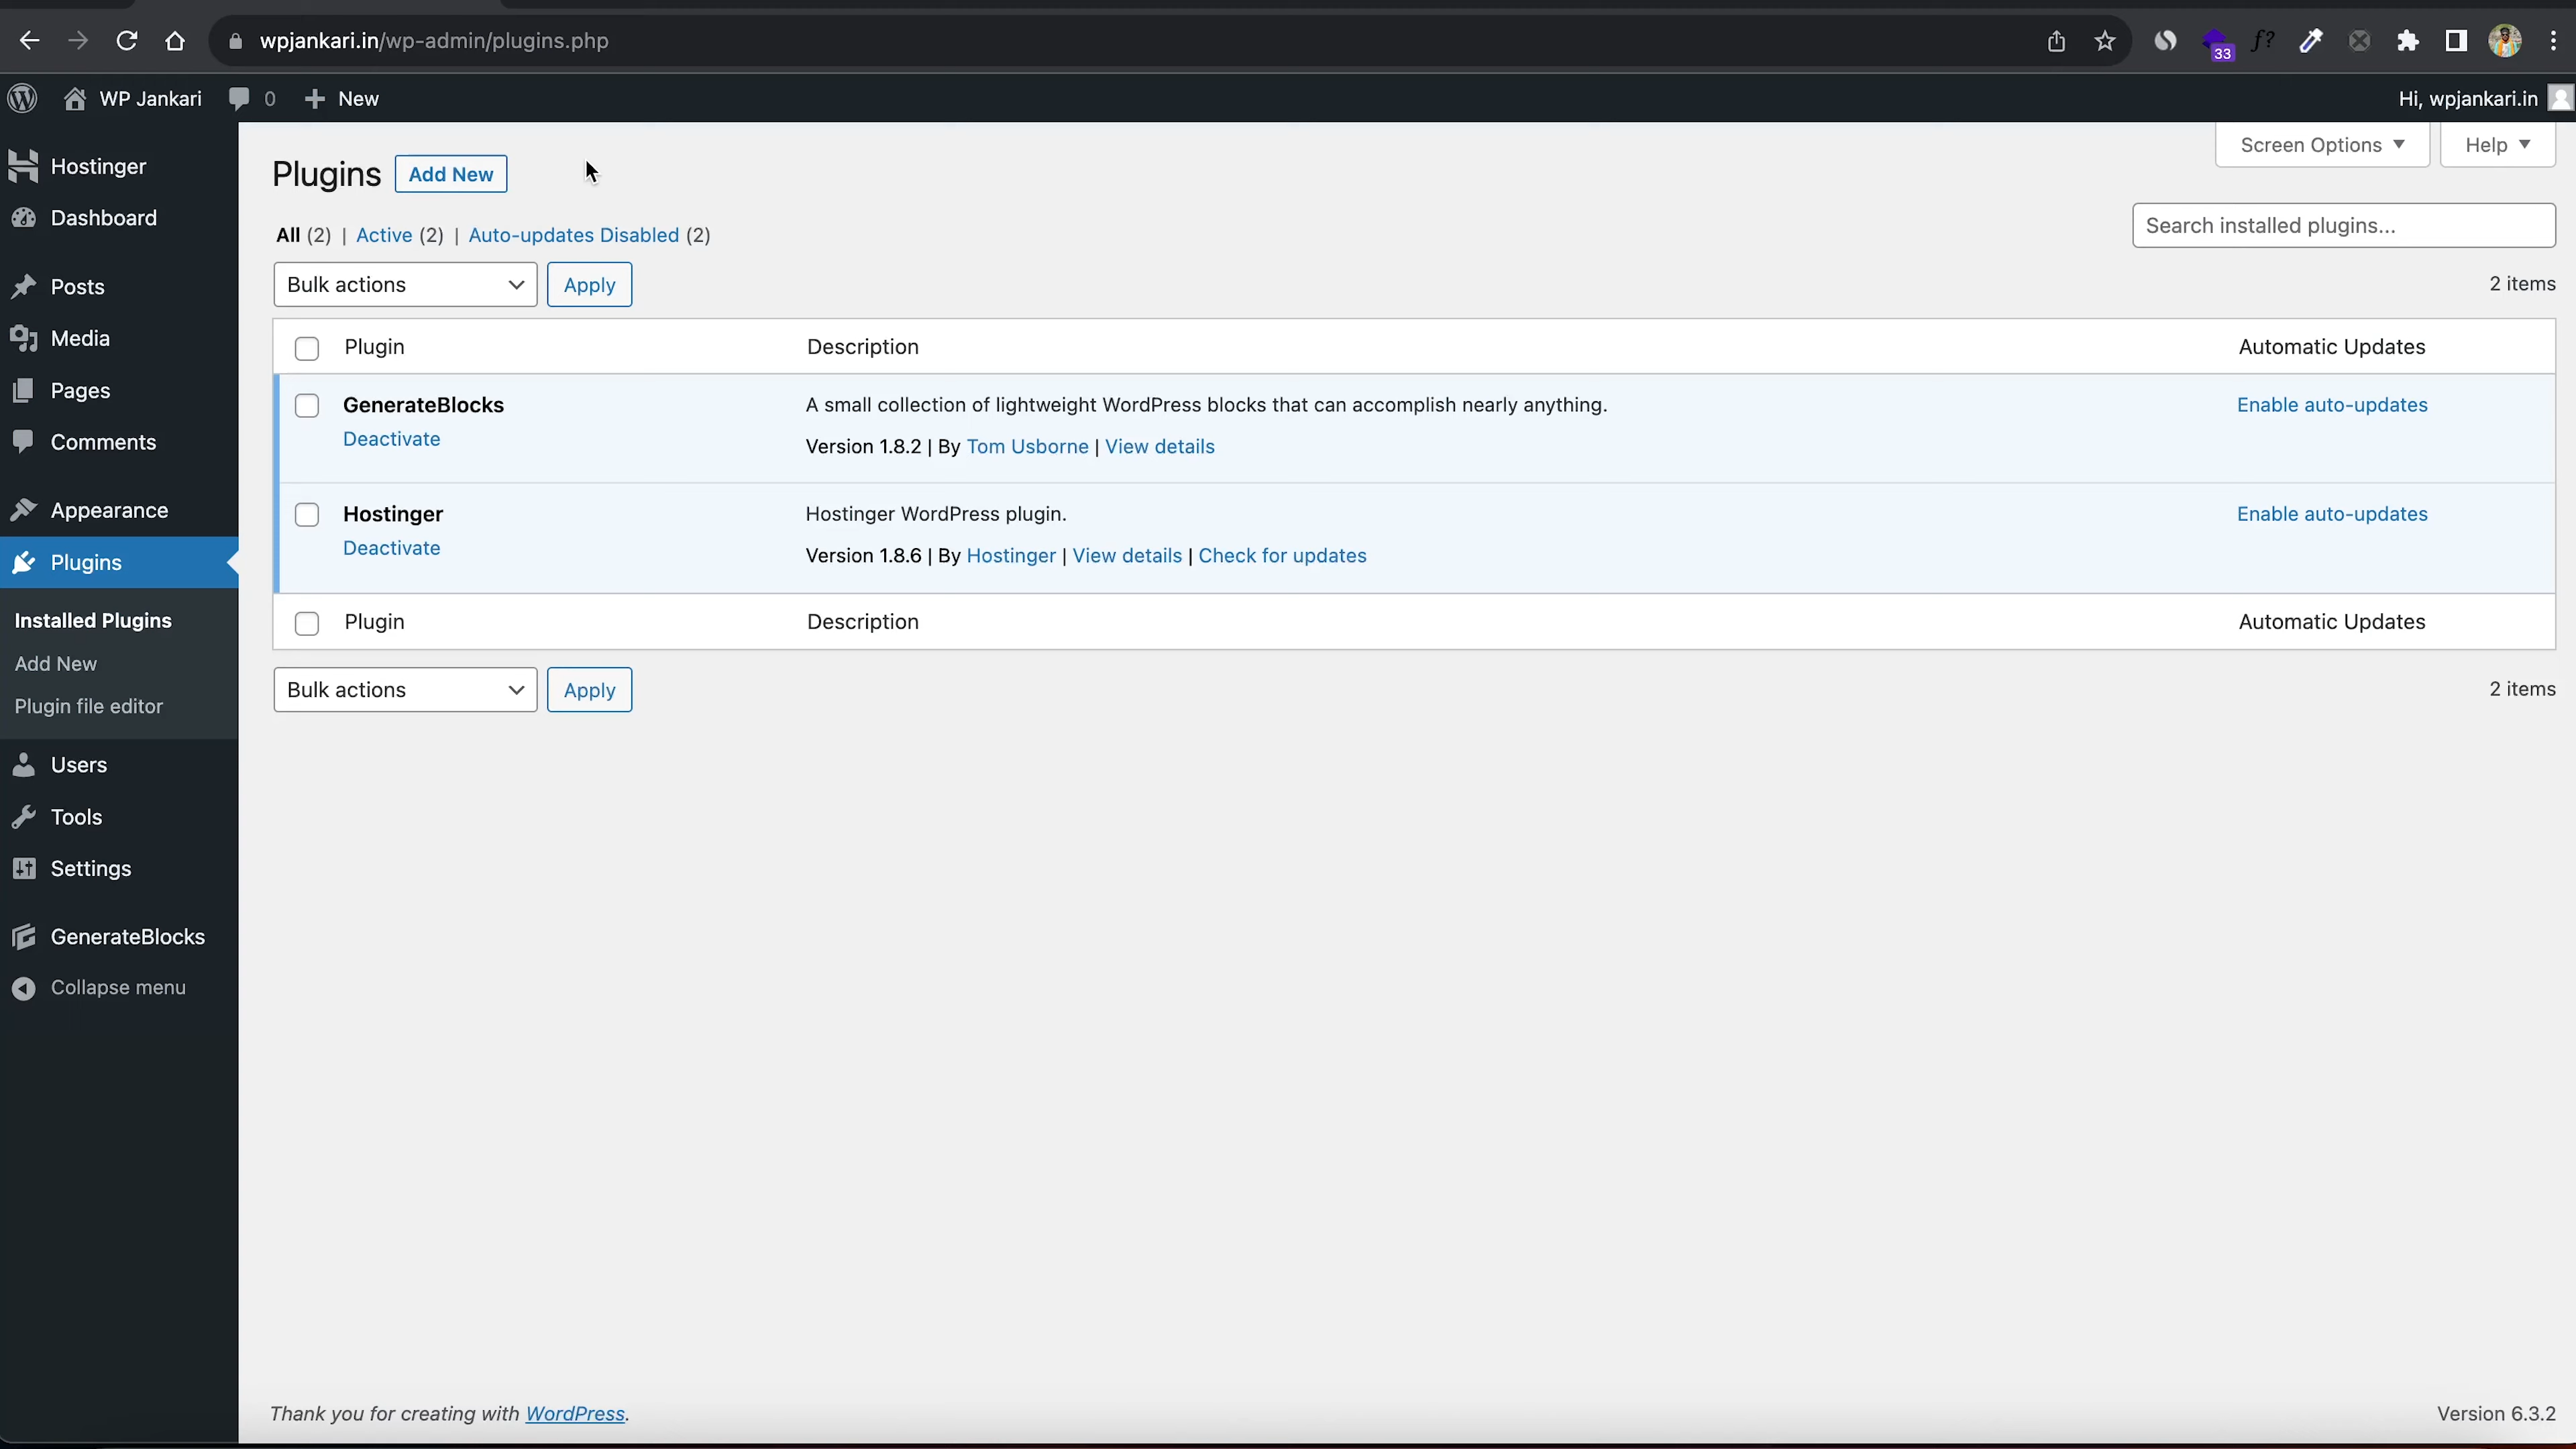 wpjankari.in/wp-admin/plugins.php
33
f?
WP Jankari 0 New
Hi, wpjankari.in
Hostinger
Dashboard
Posts
Media
Pages
Comments
Appearance
Plugins
Installed Plugins
Add New
Plugin file editor
Users
Tools
Settings
GenerateBlocks
Collapse menu
Screen Options
Help
Plugins Add New
All (2) | Active (2) | Auto-updates Disabled (2)
Search installed plugins...
Bulk actions Apply
2 items
Plugin Description Automatic Updates
GenerateBlocks A small collection of lightweight WordPress blocks that can accomplish nearly anything. Enable auto-updates
Deactivate Version 1.8.2 | By Tom Usborne | View details
Hostinger Hostinger WordPress plugin. Enable auto-updates
Deactivate Version 1.8.6 | By Hostinger | View details | Check for updates
Plugin Description Automatic Updates
Bulk actions Apply
2 items
Thank you for creating with WordPress.
Version 6.3.2